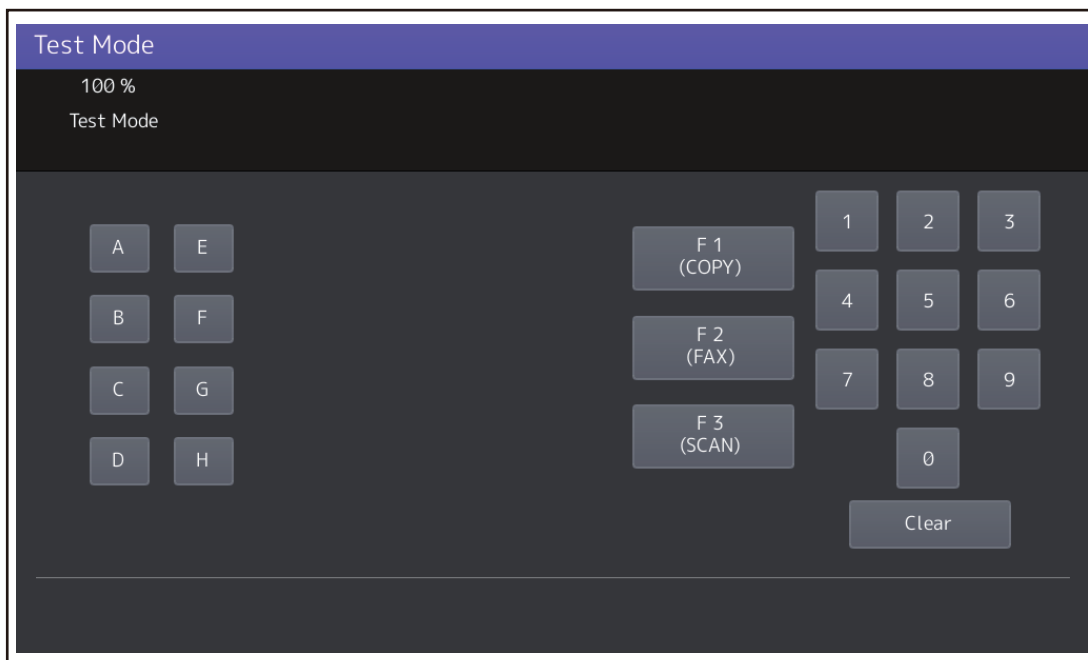 Test Mode
100 %
Test Mode
A E
B F
C G
D H
F 1
(COPY)
F 2
(FAX)
F 3
(SCAN)
1 2 3
4 5 6
7 8 9
0
Clear